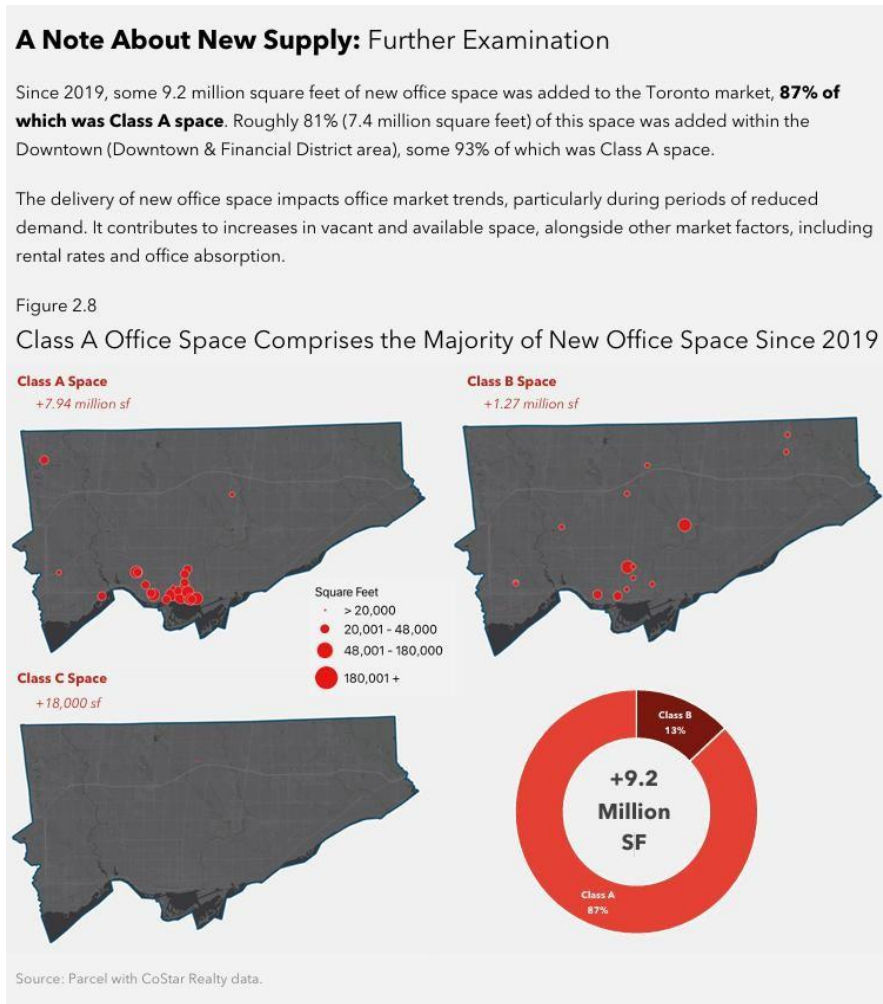 A Note About New Supply: Further Examination
Since 2019, some 9.2 million square feet of new office space was added to the Toronto market, 87% of
which was Class A space. Roughly 81% (7.4 million square feet) of this space was added within the
Downtown (Downtown & Financial District area), some 93% of which was Class A space.
The delivery of new office space impacts office market trends, particularly during periods of reduced
demand. It contributes to increases in vacant and available space, alongside other market factors, including
rental rates and office absorption.
Figure 2.8
Class A Office Space Comprises the Majority of New Office Space Since 2019
Class A Space
+7.94 million sf
Class B Space
+1.27 million sf
Square Feet
> 20,000
20,001 - 48,000
48,001 - 180,000
180,001 +
Class C Space
+18,000 sf
Class B
13%
+9.2
Million
SF
Class A
87%
Source: Parcel with CoStar Realty data.